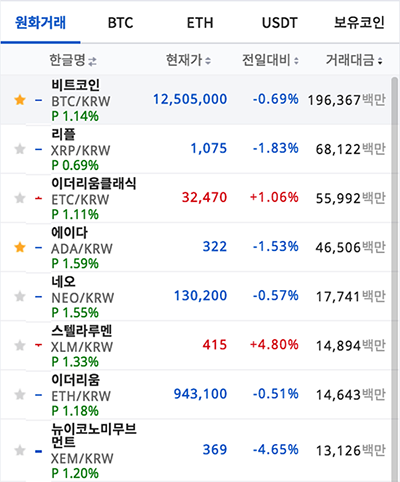 원화거래 BTC ETH USDT 보유코인
한글명 현재가 전일대비 거래대금
비트코인
BTC/KRW 12,505,000 -0.69% 196,367백만
P 1.14%
리플
XRP/KRW 1,075 -1.83% 68,122백만
P 0.69%
이더리움클래식
ETC/KRW 32,470 +1.06% 55,992백만
P 1.11%
에이다
ADA/KRW 322 -1.53% 46,506백만
P 1.59%
네오
NEO/KRW 130,200 -0.57% 17,741백만
P 1.55%
스텔라루멘
XLM/KRW 415 +4.80% 14,894백만
P 1.33%
이더리움
ETH/KRW 943,100 -0.51% 14,643백만
P 1.18%
뉴이코노미무브
먼트
XEM/KRW 369 -4.65% 13,126백만
P 1.20%